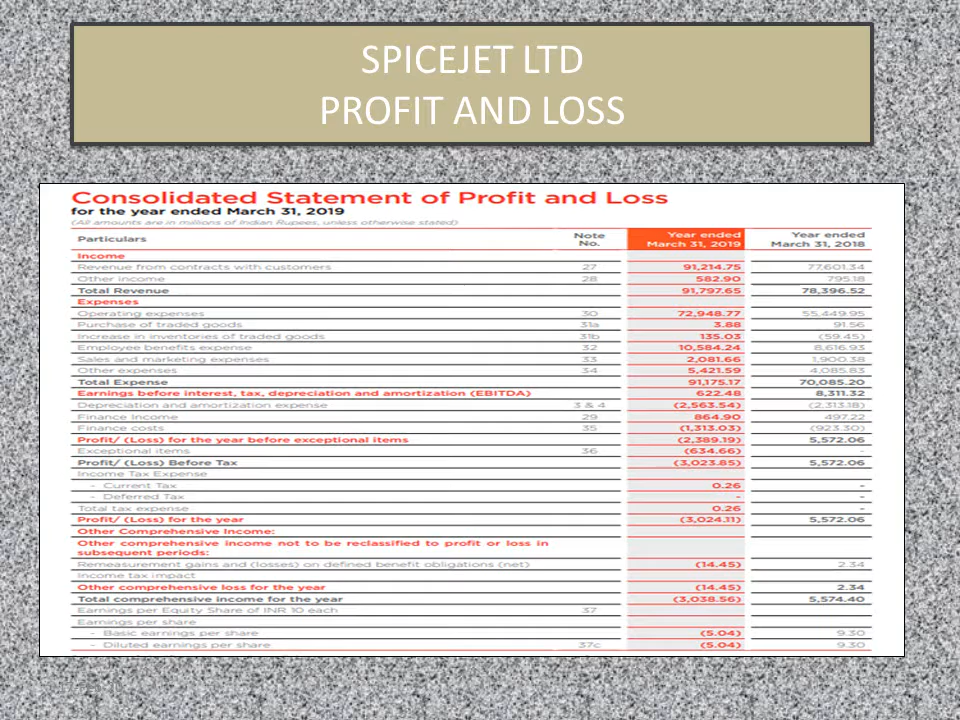 SPICEJET LTD
PROFIT AND LOSS
Consolidated Statement of Profit and Loss
for the year ended March 31, 2019
(All amounts are in millions of Indian Rupees, unless otherwise stated)
Particulars Note No. Year ended March 31, 2019 Year ended March 31, 2018
Income
Revenue from contracts with customers 27 91,214.75 77,601.34
Other income 28 582.90 795.18
Total Revenue 91,797.65 78,396.52
Expenses
Operating expenses 30 72,948.77 55,449.95
Purchase of traded goods 31a 3.88 91.56
Increase in inventories of traded goods 31b 135.03 (59.45)
Employee benefits expense 32 10,584.24 8,616.93
Sales and marketing expenses 33 2,081.66 1,900.38
Other expenses 34 5,421.59 4,085.83
Total Expense 91,175.17 70,085.20
Earnings before interest, tax, depreciation and amortization (EBITDA) 622.48 8,311.32
Depreciation and amortization expense 3 & 4 (2,563.54) (2,313.18)
Finance Income 29 864.90 497.22
Finance costs 35 (1,313.03) (923.30)
Profit/ (Loss) for the year before exceptional items (2,389.19) 5,572.06
Exceptional items 36 (634.66) -
Profit/ (Loss) Before Tax (3,023.85) 5,572.06
Income Tax Expense
- Current Tax 0.26 -
- Deferred Tax - -
Total tax expense 0.26 -
Profit/ (Loss) for the year (3,024.11) 5,572.06
Other Comprehensive Income:
Other comprehensive income not to be reclassified to profit or loss in
subsequent periods:
Remeasurement gains and (losses) on defined benefit obligations (net) (14.45) 2.34
Income tax impact
Other comprehensive loss for the year (14.45) 2.34
Total comprehensive income for the year (3,038.56) 5,574.40
Earnings per Equity Share of INR 10 each 37
Earnings per share
- Basic earnings per share (5.04) 9.30
- Diluted earnings per share 37c (5.04) 9.30